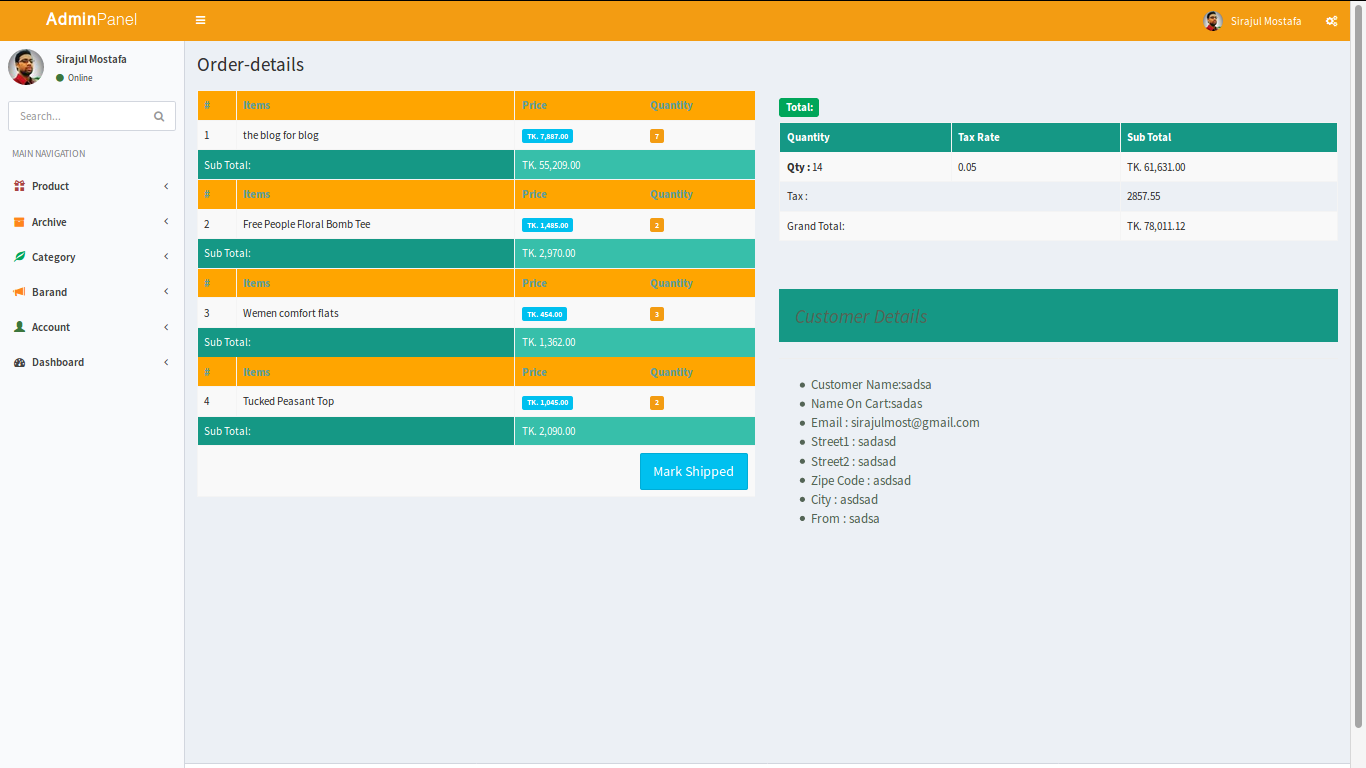 AdminPanel
Sirajul Mostafa
Sirajul Mostafa
Online
Search...
MAIN NAVIGATION
Product
Archive
Category
Barand
Account
Dashboard
Order-details
# Items Price Quantity
1 the blog for blog TK. 7,887.00 7
Sub Total: TK. 55,209.00
# Items Price Quantity
2 Free People Floral Bomb Tee TK. 1,485.00 2
Sub Total: TK. 2,970.00
# Items Price Quantity
3 Wemen comfort flats TK. 454.00 3
Sub Total: TK. 1,362.00
# Items Price Quantity
4 Tucked Peasant Top TK. 1,045.00 2
Sub Total: TK. 2,090.00
Mark Shipped
Total:
Quantity Tax Rate Sub Total
Qty : 14 0.05 TK. 61,631.00
Tax : 2857.55
Grand Total: TK. 78,011.12
Customer Details
Customer Name:sadsa
Name On Cart:sadas
Email : sirajulmost@gmail.com
Street1 : sadasd
Street2 : sadsad
Zipe Code : asdsad
City : asdsad
From : sadsa